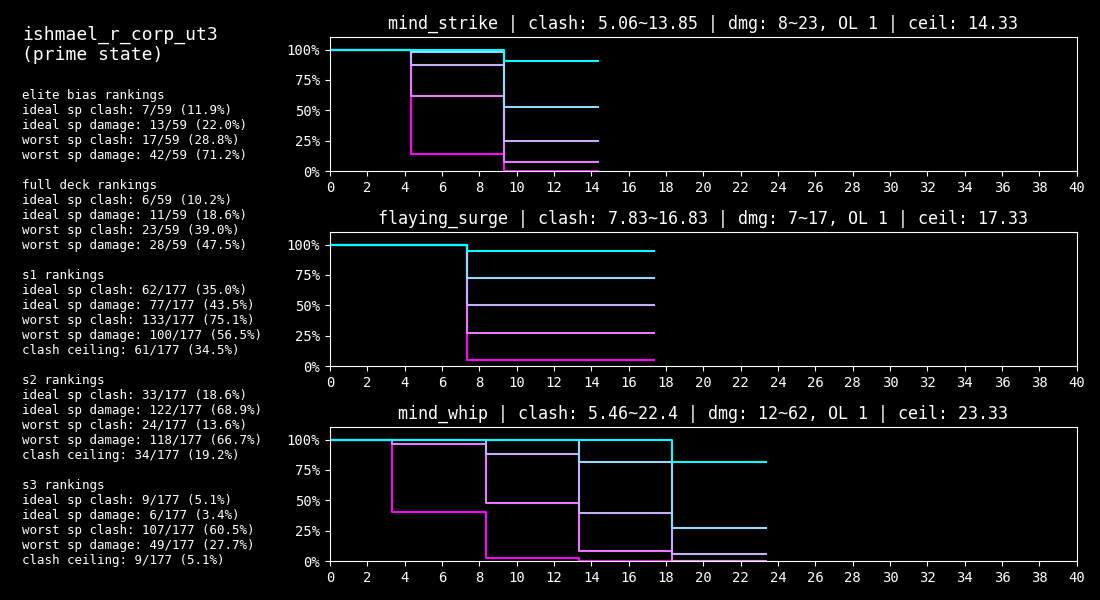 ishmael_r_corp_ut3
(prime state)
elite bias rankings
ideal sp clash: 7/59 (11.9%)
ideal sp damage: 13/59 (22.0%)
worst sp clash: 17/59 (28.8%)
worst sp damage: 42/59 (71.2%)
full deck rankings
ideal sp clash: 6/59 (10.2%)
ideal sp damage: 11/59 (18.6%)
worst sp clash: 23/59 (39.0%)
worst sp damage: 28/59 (47.5%)
s1 rankings
ideal sp clash: 62/177 (35.0%)
ideal sp damage: 77/177 (43.5%)
worst sp clash: 133/177 (75.1%)
worst sp damage: 100/177 (56.5%)
clash ceiling: 61/177 (34.5%)
s2 rankings
ideal sp clash: 33/177 (18.6%)
ideal sp damage: 122/177 (68.9%)
worst sp clash: 24/177 (13.6%)
worst sp damage: 118/177 (66.7%)
clash ceiling: 34/177 (19.2%)
s3 rankings
ideal sp clash: 9/177 (5.1%)
ideal sp damage: 6/177 (3.4%)
worst sp clash: 107/177 (60.5%)
worst sp damage: 49/177 (27.7%)
clash ceiling: 9/177 (5.1%)
mind_strike | clash: 5.06~13.85 | dmg: 8~23, OL 1 | ceil: 14.33
100%
75%
50%
25%
0%
0 2 4 6 8 10 12 14 16 18 20 22 24 26 28 30 32 34 36 38 40
flaying_surge | clash: 7.83~16.83 | dmg: 7~17, OL 1 | ceil: 17.33
100%
75%
50%
25%
0%
0 2 4 6 8 10 12 14 16 18 20 22 24 26 28 30 32 34 36 38 40
mind_whip | clash: 5.46~22.4 | dmg: 12~62, OL 1 | ceil: 23.33
100%
75%
50%
25%
0%
0 2 4 6 8 10 12 14 16 18 20 22 24 26 28 30 32 34 36 38 40